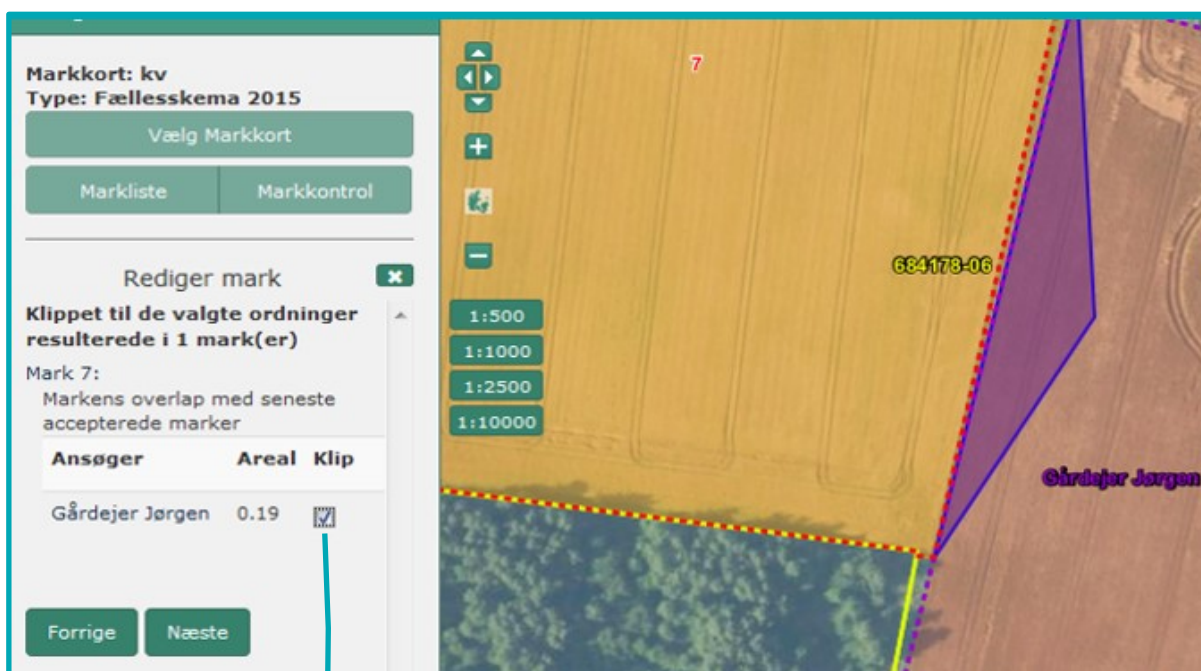 Markkort: kv
Type: Fællesskema 2015
Vælg Markkort
Markliste Markkontrol
Rediger mark
Klippet til de valgte ordninger
resulterede i 1 mark(er)
Mark 7:
Markens overlap med seneste
accepterede marker
Ansøger Areal Klip
Gårdejer Jørgen 0.19
Forrige Næste
7
1:500
1:1000
1:2500
1:10000
684178-06
Gårdejer Jørgen